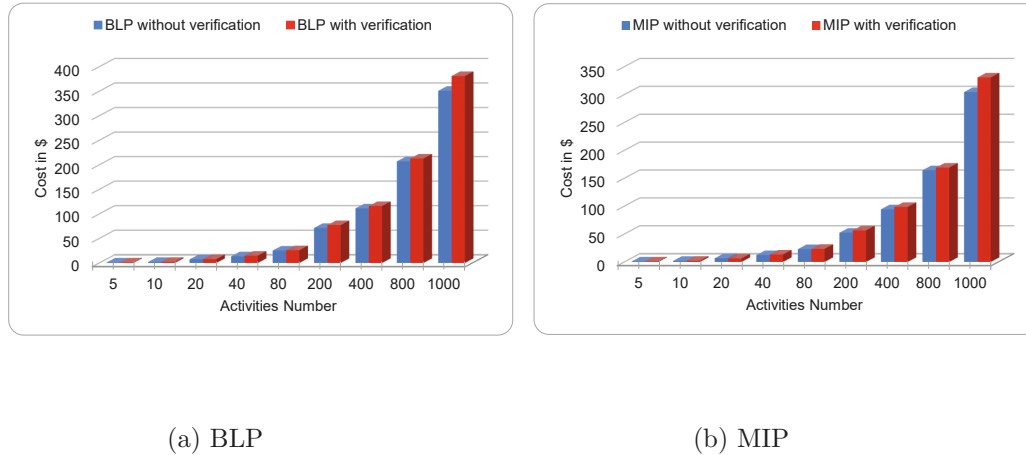 BLP without verification BLP with verification
400
350
300
250
200
150
100
50
0
Cost in $
5 10 20 40 80 200 400 800 1000
Activities Number
(a) BLP
MIP without verification MIP with verification
350
300
250
200
150
100
50
0
Cost in $
5 10 20 40 80 200 400 800 1000
Activities Number
(b) MIP